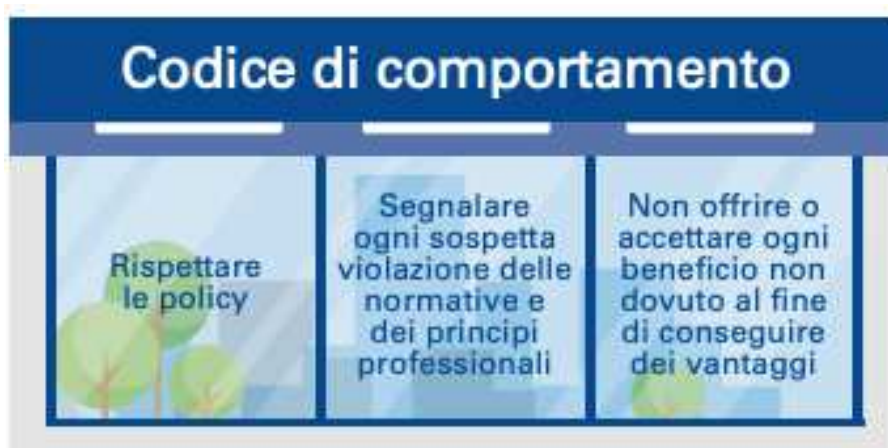 Codice di comportamento
Rispettare
le policy
Segnalare
ogni sospetta
violazione delle
normative e
dei principi
professionali
Non offrire o
accettare ogni
beneficio non
dovuto al fine
di conseguire
dei vantaggi